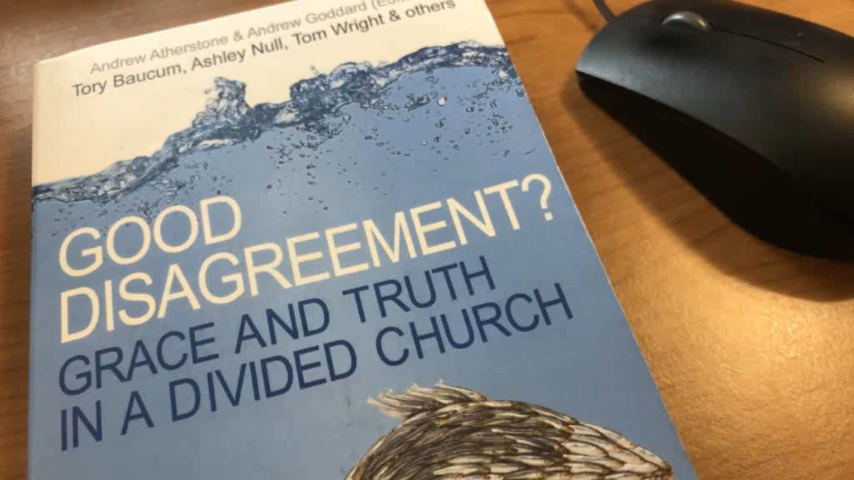 Andrew Atherstone & Andrew Goddard
Tory Baucum, Ashley Null, Tom Wright & others
GOOD
DISAGREEMENT?
GRACE AND TRUTH
IN A DIVIDED CHURCH